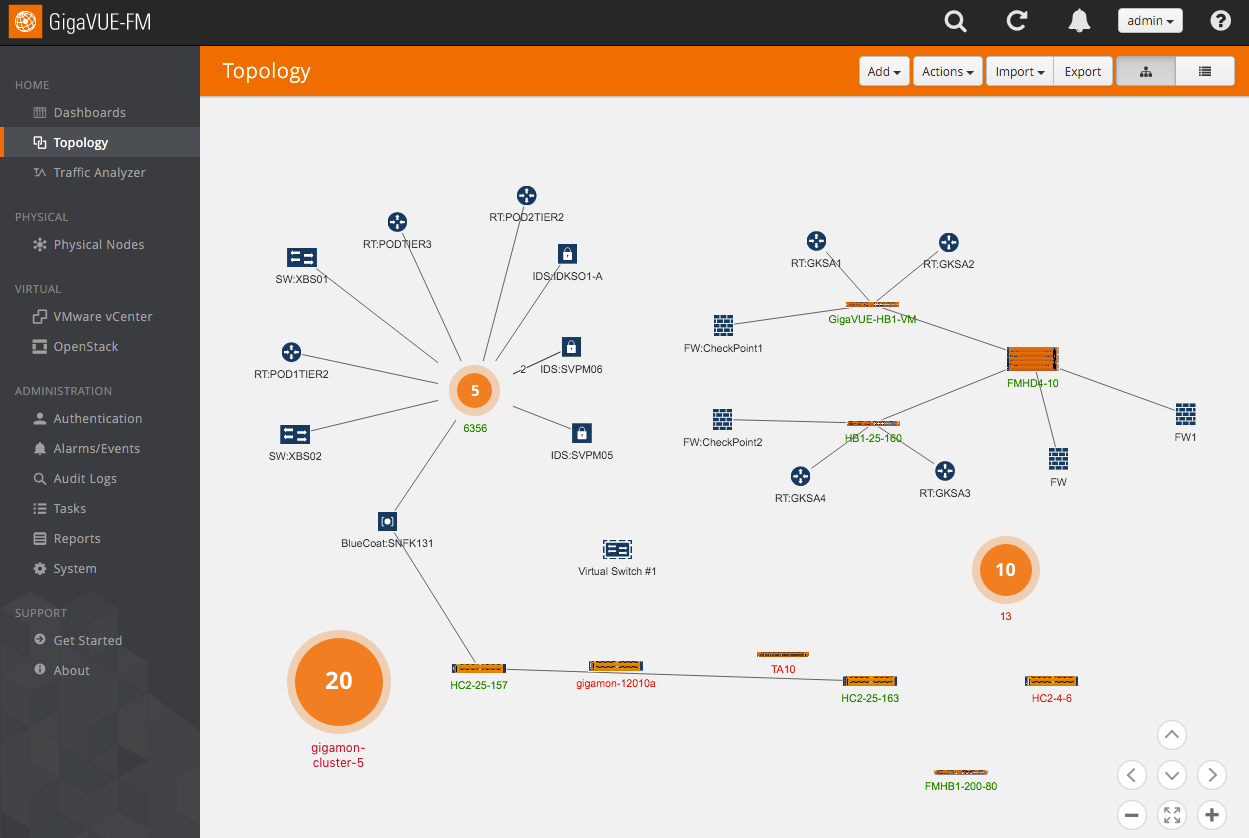 GigaVUE-FM
admin
?
Topology
Add
Actions
Import
Export
HOME
Dashboards
Topology
Traffic Analyzer
PHYSICAL
Physical Nodes
VIRTUAL
VMware vCenter
OpenStack
ADMINISTRATION
Authentication
Alarms/Events
Audit Logs
Tasks
Reports
System
SUPPORT
Get Started
About
RT:POD2TIER2
RT:PODTIER3
SW:XBS01
IDS:IDKSO1-A
RT:POD1TIER2
2
IDS:SVPM06
5
6356
SW:XBS02
IDS:SVPM05
BlueCoat:SNFK131
RT:GKSA1
RT:GKSA2
GigaVUE-HB1-VM
FW:CheckPoint1
FMHD4-10
FW:CheckPoint2
HB1-25-160
FW1
RT:GKSA4
RT:GKSA3
FW
Virtual Switch #1
10
13
20
gigamon-
cluster-5
HC2-25-157
gigamon-12010a
TA10
HC2-25-163
HC2-4-6
FMHB1-200-80